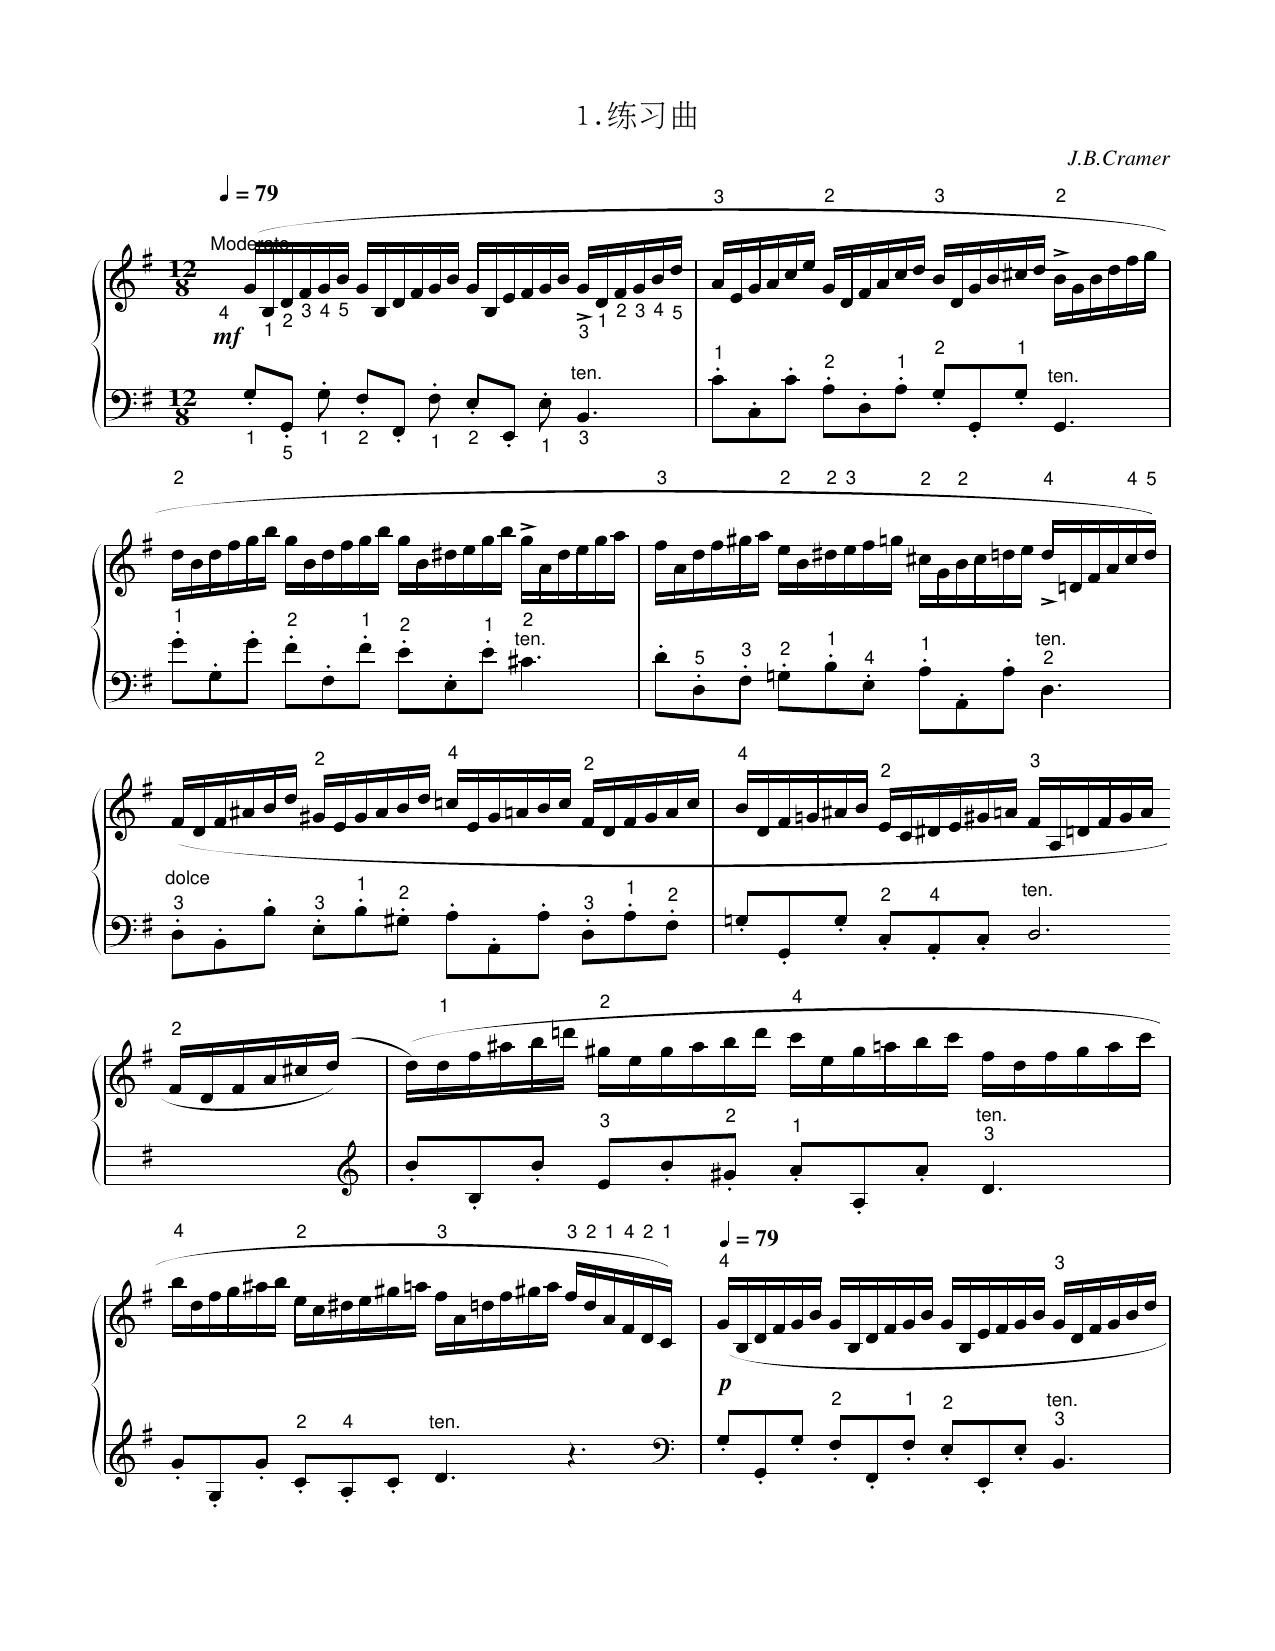 1.练习曲
J.B.Cramer
= 79
3 2 3 2
Moderato
12 8
4 1 2 3 4 5 3 1 2 3 4 5
mf
1 2 1 2 1 ten.
ten.
12 8
1 5 1 2 1 2 1 3
2 3 2 2 3 2 2 4 4 5
1 2 1 2 1 2 ten.
5 3 2 1 4 1 ten. 2
2 4 2 4 2 3
dolce
3 3 1 2 3 1 2 2 4 ten.
2 1 2 4
3 2 1 ten. 3
4 2 3 3 2 1 4 2 1
= 79
4 3
p
2 4 ten. 2 1 2 ten. 3